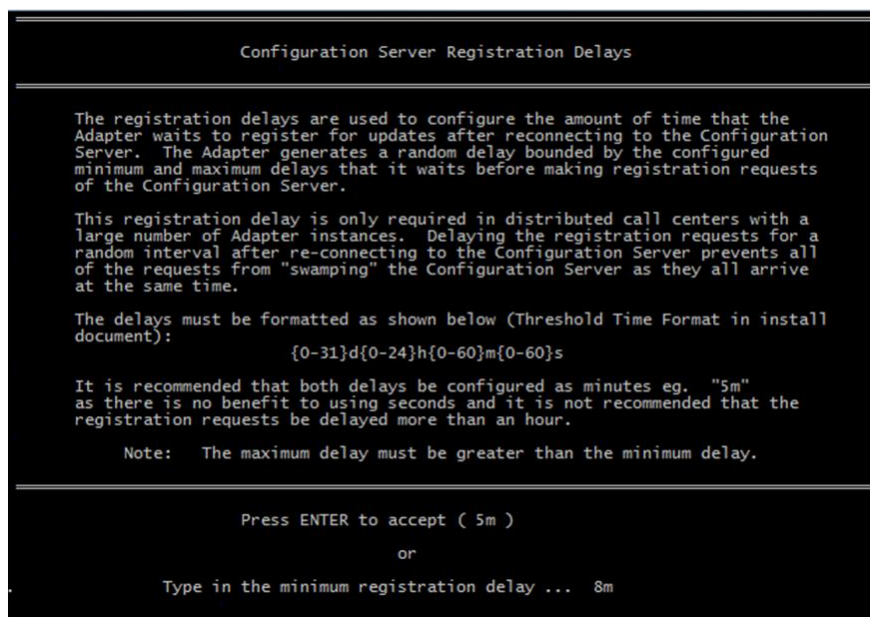 Configuration Server Registration Delays
The registration delays are used to configure the amount of time that the
Adapter waits to register for updates after reconnecting to the Configuration
Server.  The Adapter generates a random delay bounded by the configured
minimum and maximum delays that it waits before making registration requests
of the Configuration Server.
This registration delay is only required in distributed call centers with a
large number of Adapter instances.  Delaying the registration requests for a
random interval after re-connecting to the Configuration Server prevents all
of the requests from "swamping" the Configuration Server as they all arrive
at the same time.
The delays must be formatted as shown below (Threshold Time Format in install
document):
{0-31}d{0-24}h{0-60}m{0-60}s
It is recommended that both delays be configured as minutes eg.  "5m"
as there is no benefit to using seconds and it is not recommended that the
registration requests be delayed more than an hour.
Note:   The maximum delay must be greater than the minimum delay.
Press ENTER to accept ( 5m )
or
Type in the minimum registration delay ...  8m